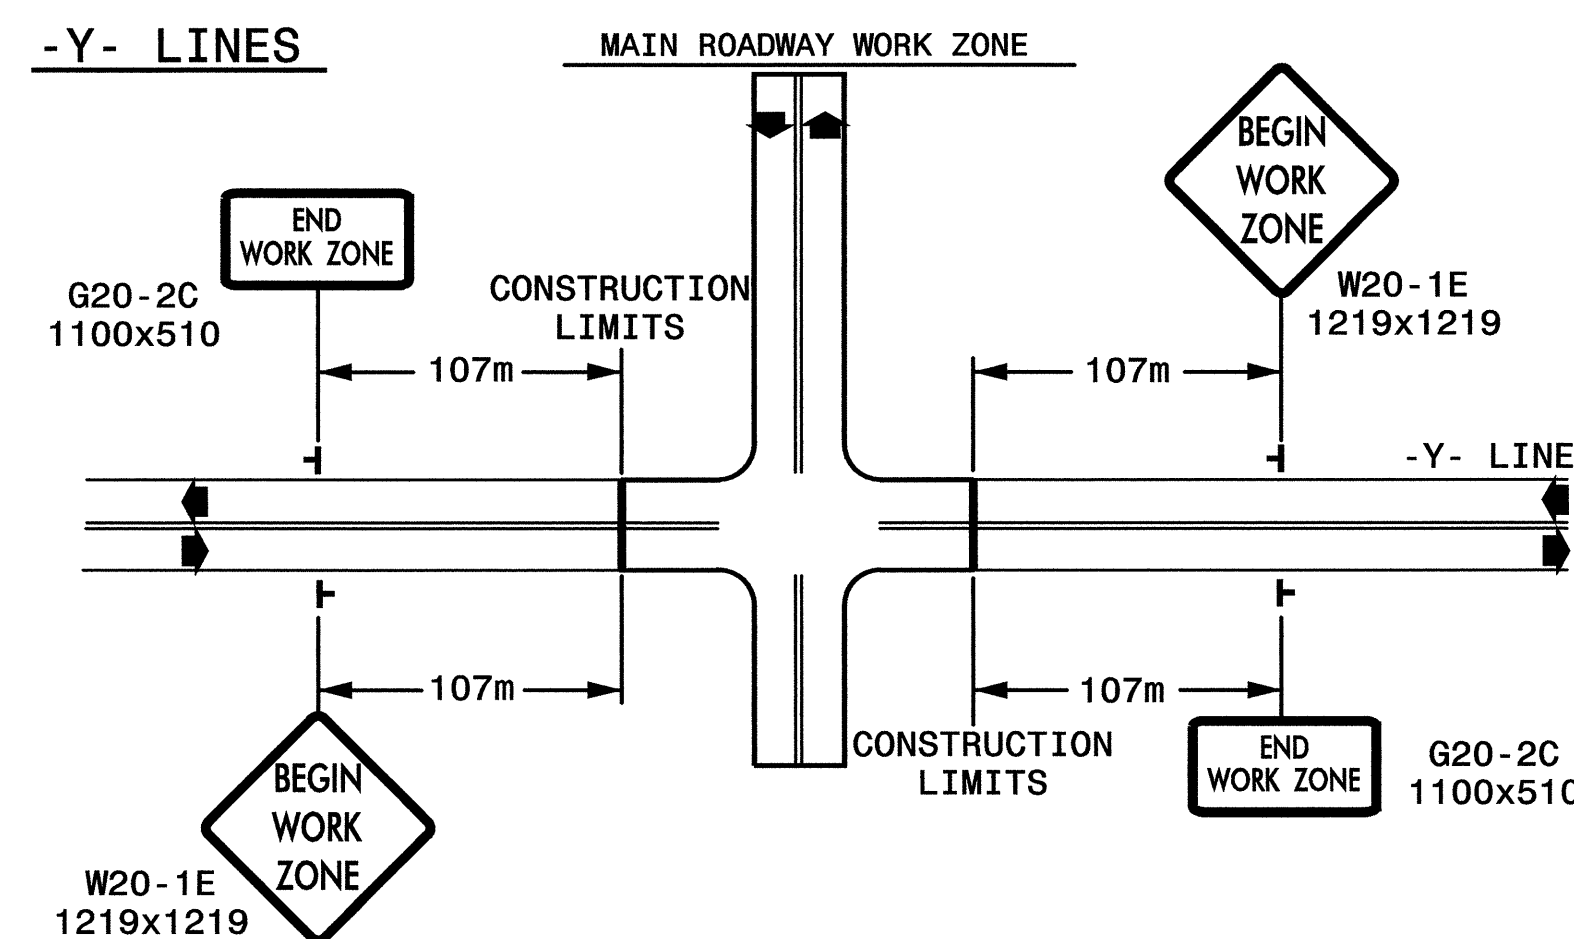 -Y- LINES
MAIN ROADWAY WORK ZONE
BEGIN
WORK
ZONE
END
WORK ZONE
G20-2C
1100x510
CONSTRUCTION
LIMITS
W20-1E
1219x1219
107m
107m
-Y- LINE
107m
107m
CONSTRUCTION
LIMITS
BEGIN
WORK
ZONE
END
WORK ZONE
G20-2C
1100x510
W20-1E
1219x1219